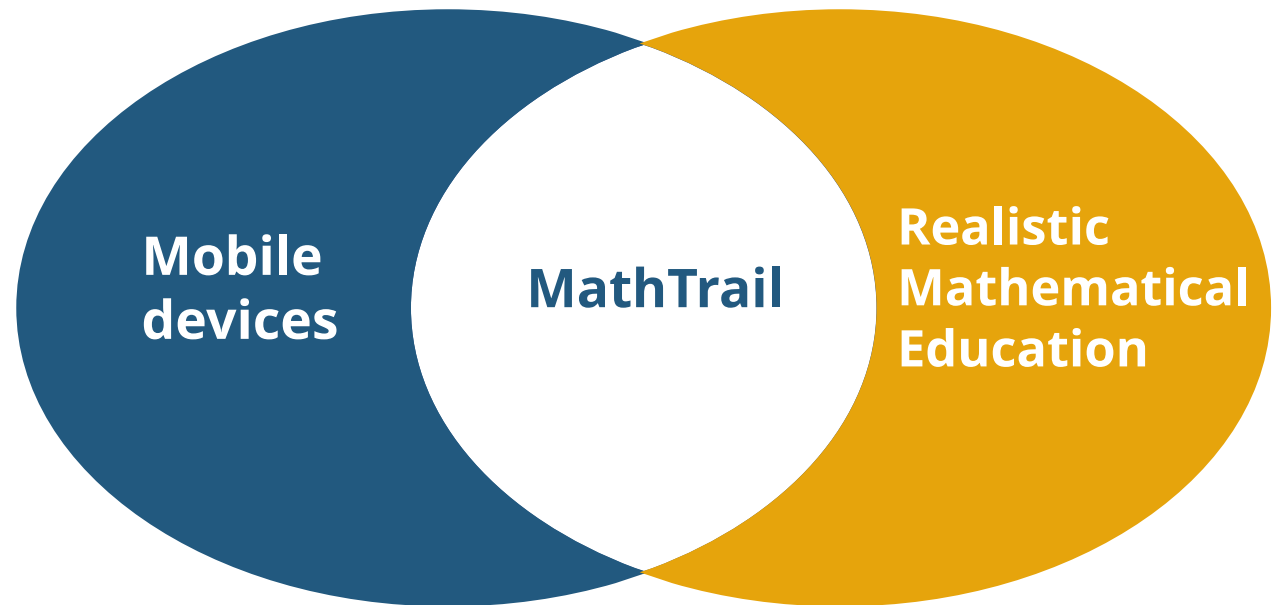 Mobile
devices
MathTrail
Realistic
Mathematical
Education